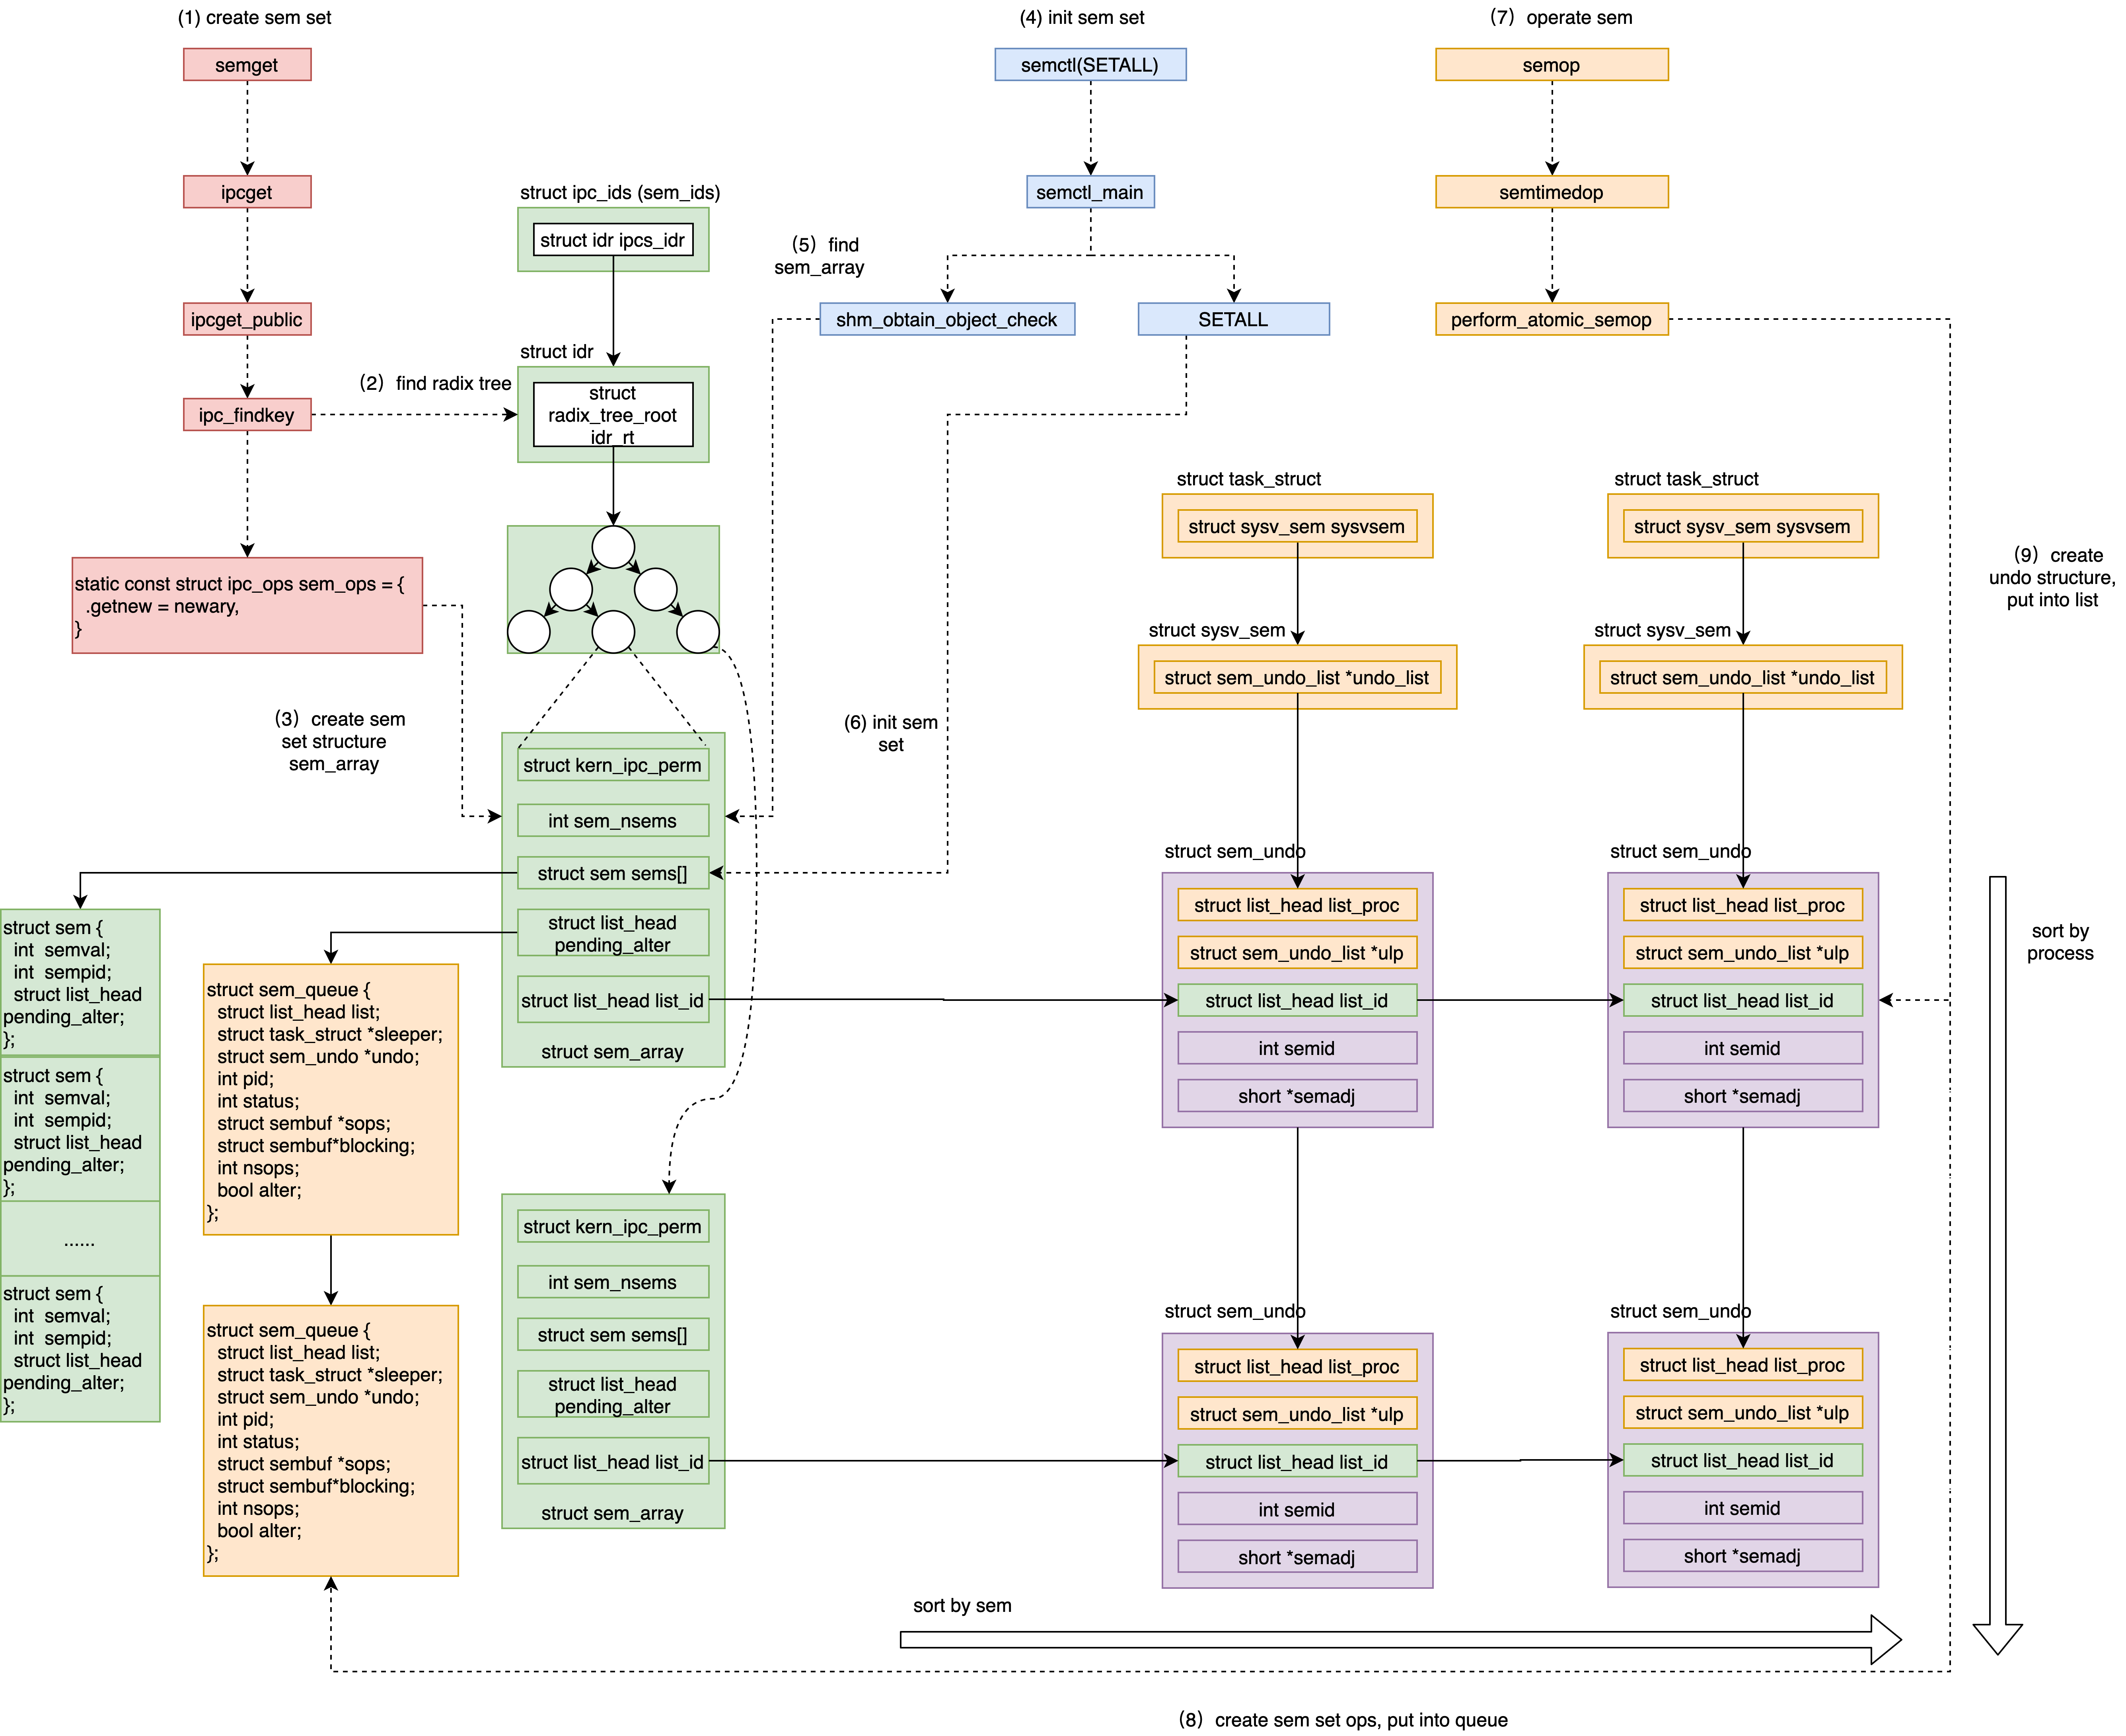 (1) create sem set
(4) init sem set
(7) operate sem
semget
semctl(SETALL)
semop
ipcget
struct ipc_ids (sem_ids)
semctl_main
semtimedop
struct idr ipcs_idr
(5) find
sem_array
ipcget_public
shm_obtain_object_check
SETALL
perform_atomic_semop
struct idr
(2) find radix tree
ipc_findkey
struct
radix_tree_root
idr_rt
struct task_struct
struct task_struct
struct sysv_sem sysvsem
struct sysv_sem sysvsem
(9) create
undo structure,
put into list
static const struct ipc_ops sem_ops = {
.getnew = newary,
}
struct sysv_sem
struct sysv_sem
struct sem_undo_list *undo_list
struct sem_undo_list *undo_list
(3) create sem
set structure
sem_array
(6) init sem
set
struct kern_ipc_perm
int sem_nsems
struct sem sems[]
struct list_head
pending_alter
struct list_head list_id
struct sem_array
struct sem_undo
struct list_head list_proc
struct sem_undo_list *ulp
struct list_head list_id
int semid
short *semadj
struct sem_undo
struct list_head list_proc
struct sem_undo_list *ulp
struct list_head list_id
int semid
short *semadj
sort by
process
struct sem {
int semval;
int sempid;
struct list_head
pending_alter;
};
struct sem {
int semval;
int sempid;
struct list_head
pending_alter;
};
......
struct sem {
int semval;
int sempid;
struct list_head
pending_alter;
};
struct sem_queue {
struct list_head list;
struct task_struct *sleeper;
struct sem_undo *undo;
int pid;
int status;
struct sembuf *sops;
struct sembuf*blocking;
int nsops;
bool alter;
};
struct sem_queue {
struct list_head list;
struct task_struct *sleeper;
struct sem_undo *undo;
int pid;
int status;
struct sembuf *sops;
struct sembuf*blocking;
int nsops;
bool alter;
};
struct kern_ipc_perm
int sem_nsems
struct sem sems[]
struct list_head
pending_alter
struct list_head list_id
struct sem_array
struct sem_undo
struct list_head list_proc
struct sem_undo_list *ulp
struct list_head list_id
int semid
short *semadj
struct sem_undo
struct list_head list_proc
struct sem_undo_list *ulp
struct list_head list_id
int semid
short *semadj
sort by sem
(8) create sem set ops, put into queue